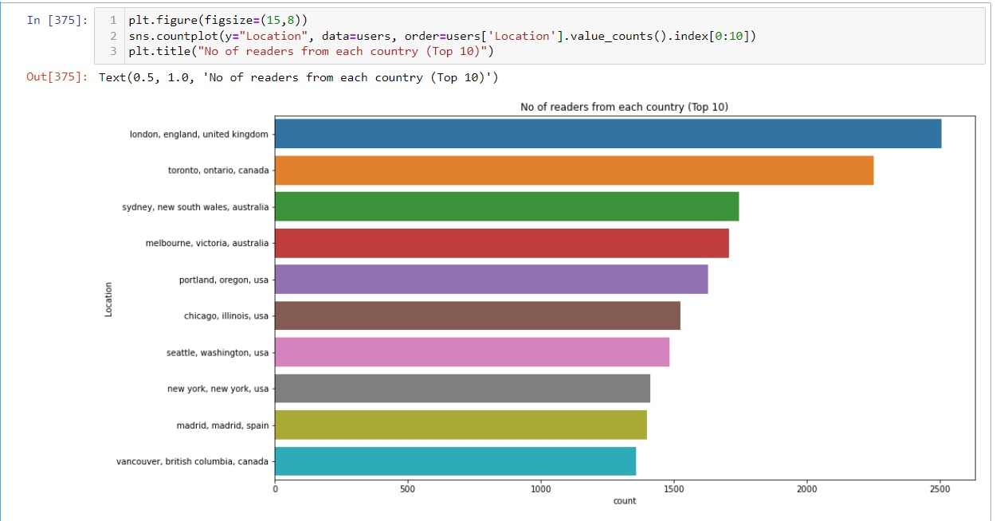 In [375]:
1 plt.figure(figsize=(15,8))
2 sns.countplot(y="Location", data=users, order=users['Location'].value_counts().index[0:10])
3 plt.title("No of readers from each country (Top 10)")
Out[375]: Text(0.5, 1.0, 'No of readers from each country (Top 10)')
No of readers from each country (Top 10)
london, england, united kingdom
toronto, ontario, canada
sydney, new south wales, australia
melbourne, victoria, australia
portland, oregon, usa
Location
chicago, illinois, usa
seattle, washington, usa
new york, new york, usa
madrid, madrid, spain
vancouver, british columbia, canada
0 500 1000 1500 2000 2500
count